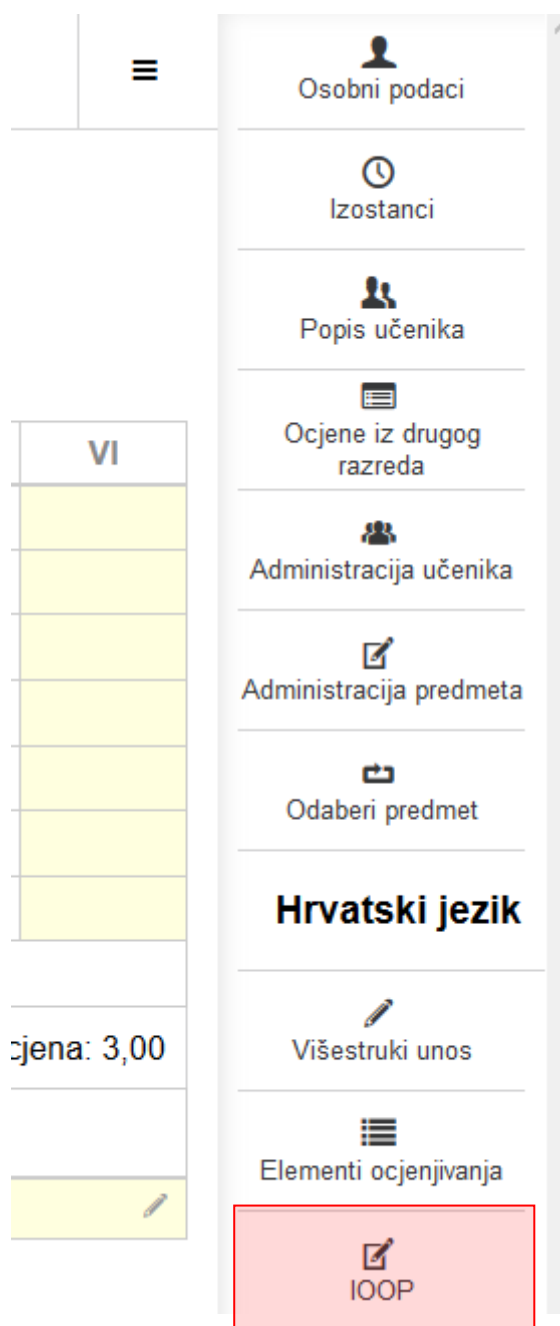 Osobni podaci
Izostanci
Popis učenika
Ocjene iz drugog
razreda
Administracija učenika
Administracija predmeta
Odaberi predmet
Hrvatski jezik
Višestruki unos
Elementi ocjenjivanja
IOOP
VI
cjena: 3,00